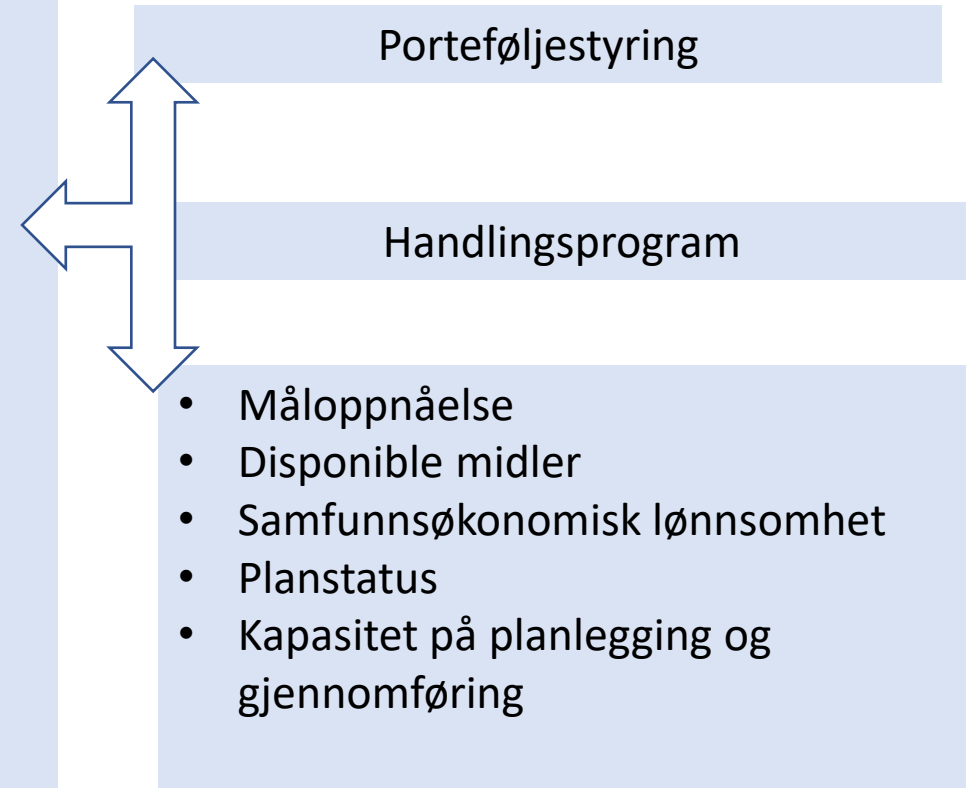 Porteføljestyring
Handlingsprogram
• Måloppnåelse
• Disponible midler
• Samfunnsøkonomisk lønnsomhet
• Planstatus
• Kapasitet på planlegging og
gjennomføring